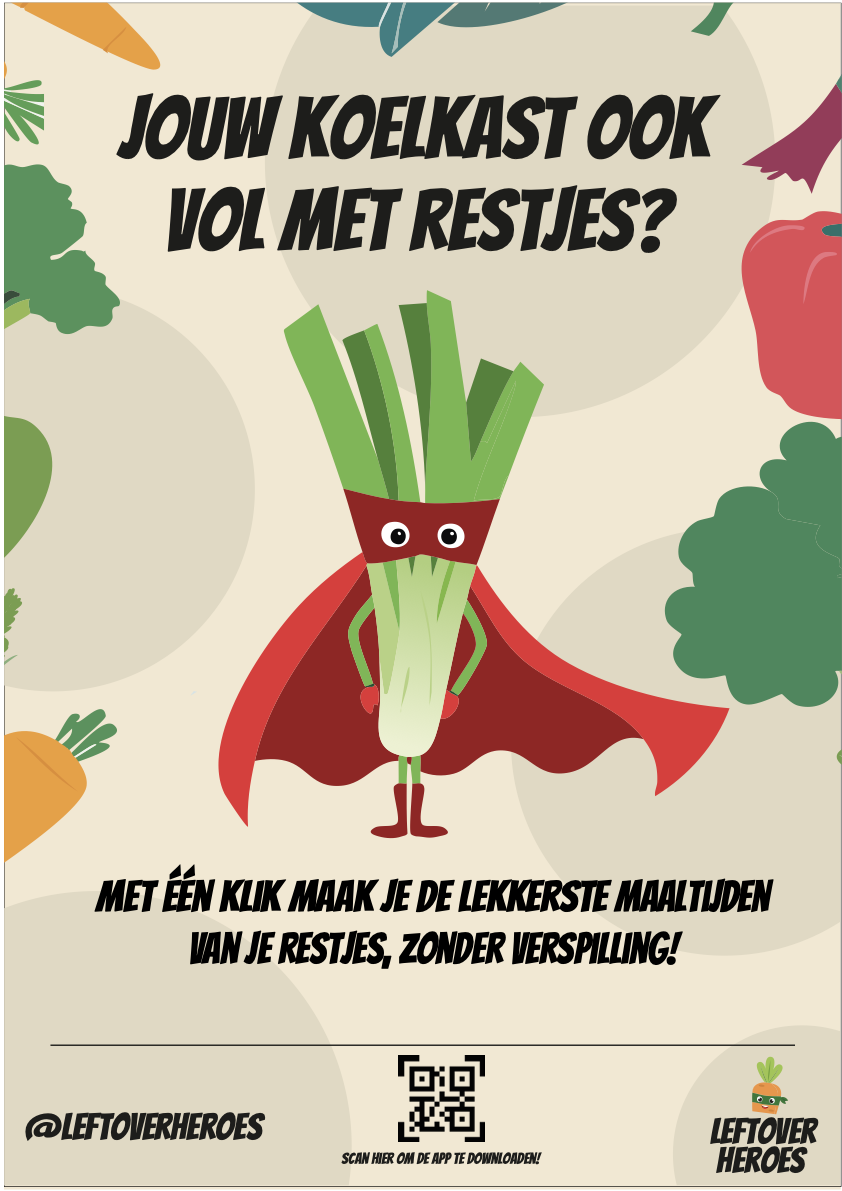 JOUW KOELKAST OOK
VOL MET RESTJES?
MET ÉÉN KLIK MAAK JE DE LEKKERSTE MAALTIJDEN
VAN JE RESTJES, ZONDER VERSPILLING!
@LEFTOVERHEROES
SCAN HIER OM DE APP TE DOWNLOADEN!
LEFTOVER
HEROES